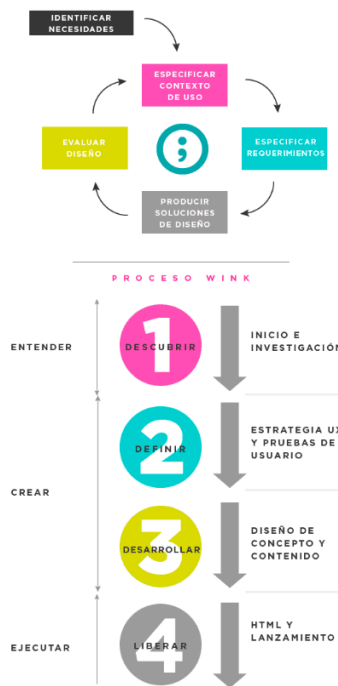 IDENTIFICAR
NECESIDADES
ESPECIFICAR
CONTEXTO
DE USO
EVALUAR
DISEÑO
ESPECIFICAR
REQUERIMIENTOS
PRODUCIR
SOLUCIONES
DE DISEÑO
PROCESO WINK
ENTENDER
1
DESCUBRIR
INICIO E
INVESTIGACIÓN
CREAR
2
DEFINIR
ESTRATEGIA UX
Y PRUEBAS DE
USUARIO
3
DESARROLLAR
DISEÑO DE
CONCEPTO Y
CONTENIDO
EJECUTAR
4
LIBERAR
HTML Y
LANZAMIENTO